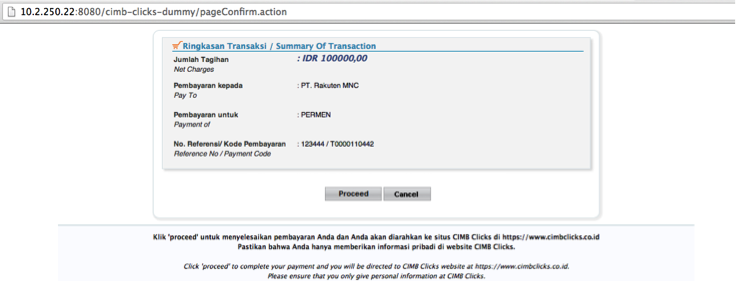 10.2.250.22:8080/cimb-clicks-dummy/pageConfirm.action
Ringkasan Transaksi / Summary Of Transaction
Jumlah Tagihan : IDR 100000,00
Net Charges
Pembayaran kepada : PT. Rakuten MNC
Pay To
Pembayaran untuk : PERMEN
Payment of
No. Referensi/ Kode Pembayaran : 123444 / T0000110442
Reference No / Payment Code
Proceed Cancel
Klik 'proceed' untuk menyelesaikan pembayaran Anda dan Anda akan diarahkan ke situs CIMB Clicks di https://www.cimbclicks.co.id
Pastikan bahwa Anda hanya memberikan informasi pribadi di website CIMB Clicks.
Click 'proceed' to complete your payment and you will be directed to CIMB Clicks website at https://www.cimbclicks.co.id.
Please ensure that you only give personal information at CIMB Clicks.